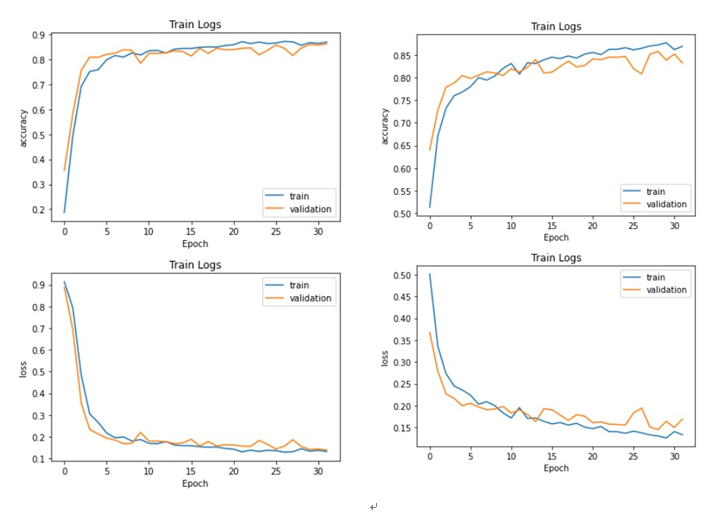 Train Logs
accuracy
0.9
0.8
0.7
0.6
0.5
0.4
0.3
0.2
train
validation
0 5 10 15 20 25 30
Epoch
Train Logs
accuracy
0.85
0.80
0.75
0.70
0.65
0.60
0.55
0.50
train
validation
0 5 10 15 20 25 30
Epoch
Train Logs
loss
0.9
0.8
0.7
0.6
0.5
0.4
0.3
0.2
0.1
train
validation
0 5 10 15 20 25 30
Epoch
Train Logs
loss
0.50
0.45
0.40
0.35
0.30
0.25
0.20
0.15
train
validation
0 5 10 15 20 25 30
Epoch